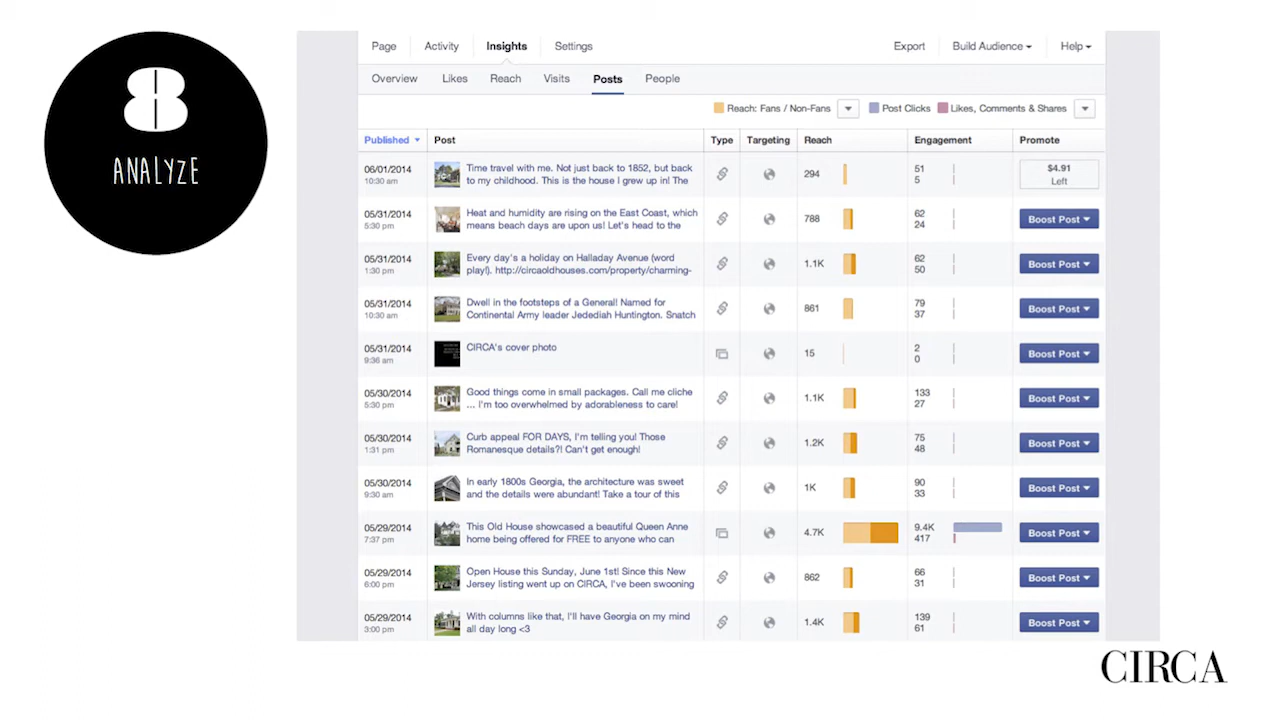 8
ANALYZE
Page Activity Insights Settings Export Build Audience Help
Overview Likes Reach Visits Posts People
Reach: Fans / Non-Fans Post Clicks Likes, Comments & Shares
Published Post Type Targeting Reach Engagement Promote
06/01/2014 Time travel with me. Not just back to 1852, but back 294 51 $4.91
10:30 am to my childhood. This is the house I grew up in! The 5 Left
05/31/2014 Heat and humidity are rising on the East Coast, which 788 62 Boost Post
5:30 pm means beach days are upon us! Let's head to the 24
05/31/2014 Every day's a holiday on Halladay Avenue (word 1.1K 62 Boost Post
1:30 pm play!). http://circaoldhouses.com/property/charming- 50
05/31/2014 Dwell in the footsteps of a General! Named for 861 79 Boost Post
10:30 am Continental Army leader Jedediah Huntington. Snatch 37
05/31/2014 CIRCA's cover photo 15 2 Boost Post
9:36 am 0
05/30/2014 Good things come in small packages. Call me cliche 1.1K 133 Boost Post
5:30 pm ... I'm too overwhelmed by adorableness to care! 27
05/30/2014 Curb appeal FOR DAYS, I'm telling you! Those 1.2K 75 Boost Post
1:31 pm Romanesque details?! Can't get enough! 48
05/30/2014 In early 1800s Georgia, the architecture was sweet 1K 90 Boost Post
9:30 am and the details were abundant! Take a tour of this 33
05/29/2014 This Old House showcased a beautiful Queen Anne 4.7K 9.4K Boost Post
7:37 pm home being offered for FREE to anyone who can 417
05/29/2014 Open House this Sunday, June 1st! Since this New 862 66 Boost Post
6:00 pm Jersey listing went up on CIRCA, I've been swooning 31
05/29/2014 With columns like that, I'll have Georgia on my mind 1.4K 139 Boost Post
3:00 pm all day long <3 61
CIRCA